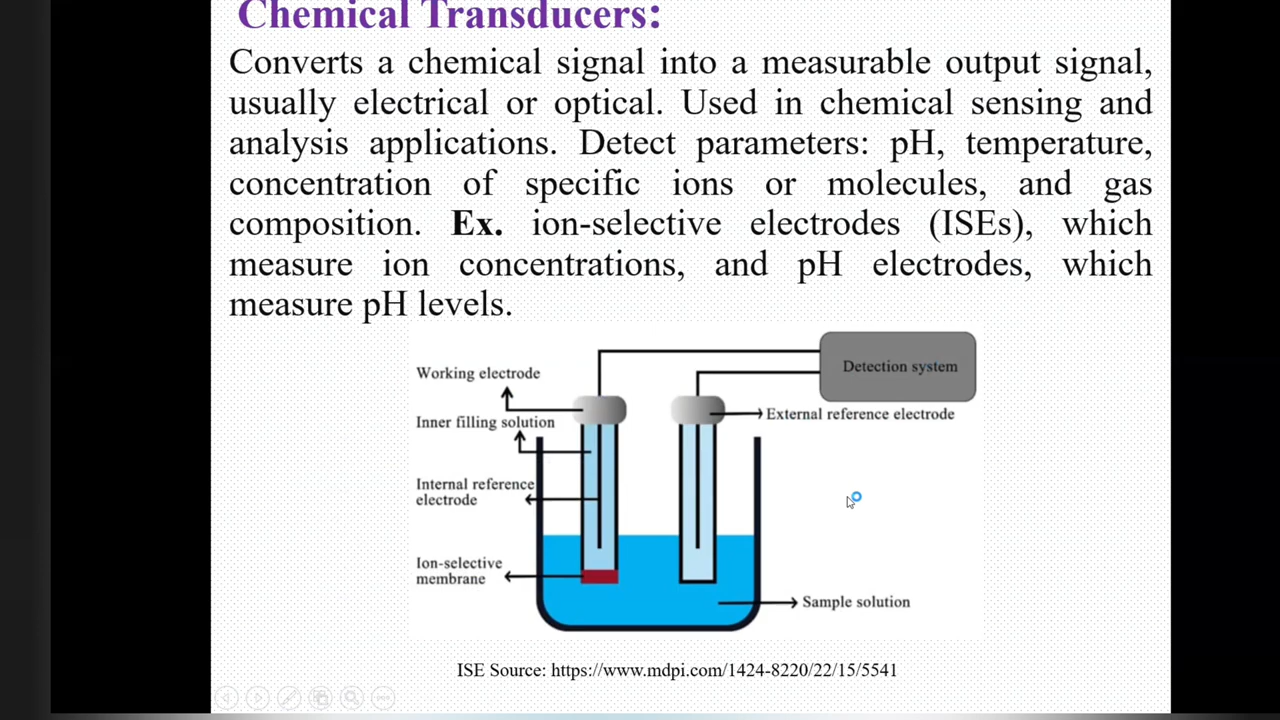 Chemical Transducers:
Converts a chemical signal into a measurable output signal,
usually electrical or optical. Used in chemical sensing and
analysis applications. Detect parameters: pH, temperature,
concentration of specific ions or molecules, and gas
composition. Ex. ion-selective electrodes (ISEs), which
measure ion concentrations, and pH electrodes, which
measure pH levels.
Detection system
Working electrode
External reference electrode
Inner filling solution
Internal reference
electrode
Ion-selective
membrane
Sample solution
ISE Source: https://www.mdpi.com/1424-8220/22/15/5541